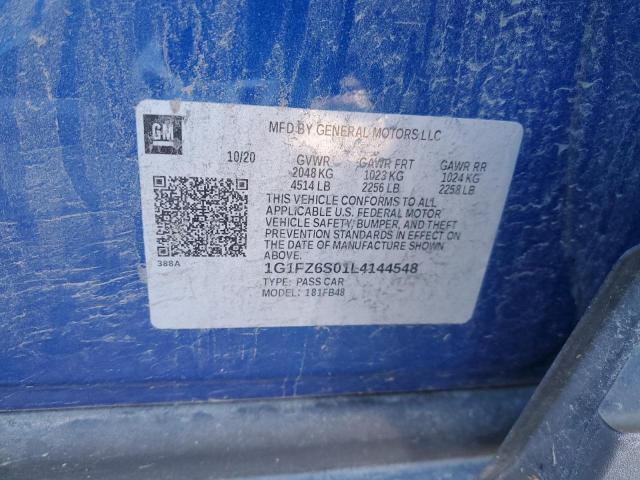 GM
MFD BY GENERAL MOTORS LLC
10/20 GVWR GAWR FRT GAWR RR
2048 KG 1023 KG 1024 KG
4514 LB 2256 LB 2258 LB
THIS VEHICLE CONFORMS TO ALL
APPLICABLE U.S. FEDERAL MOTOR
VEHICLE SAFETY, BUMPER, AND THEFT
PREVENTION STANDARDS IN EFFECT ON
THE DATE OF MANUFACTURE SHOWN
ABOVE.
388A
1G1FZ6S01L4144548
TYPE: PASS CAR
MODEL: 181FB48